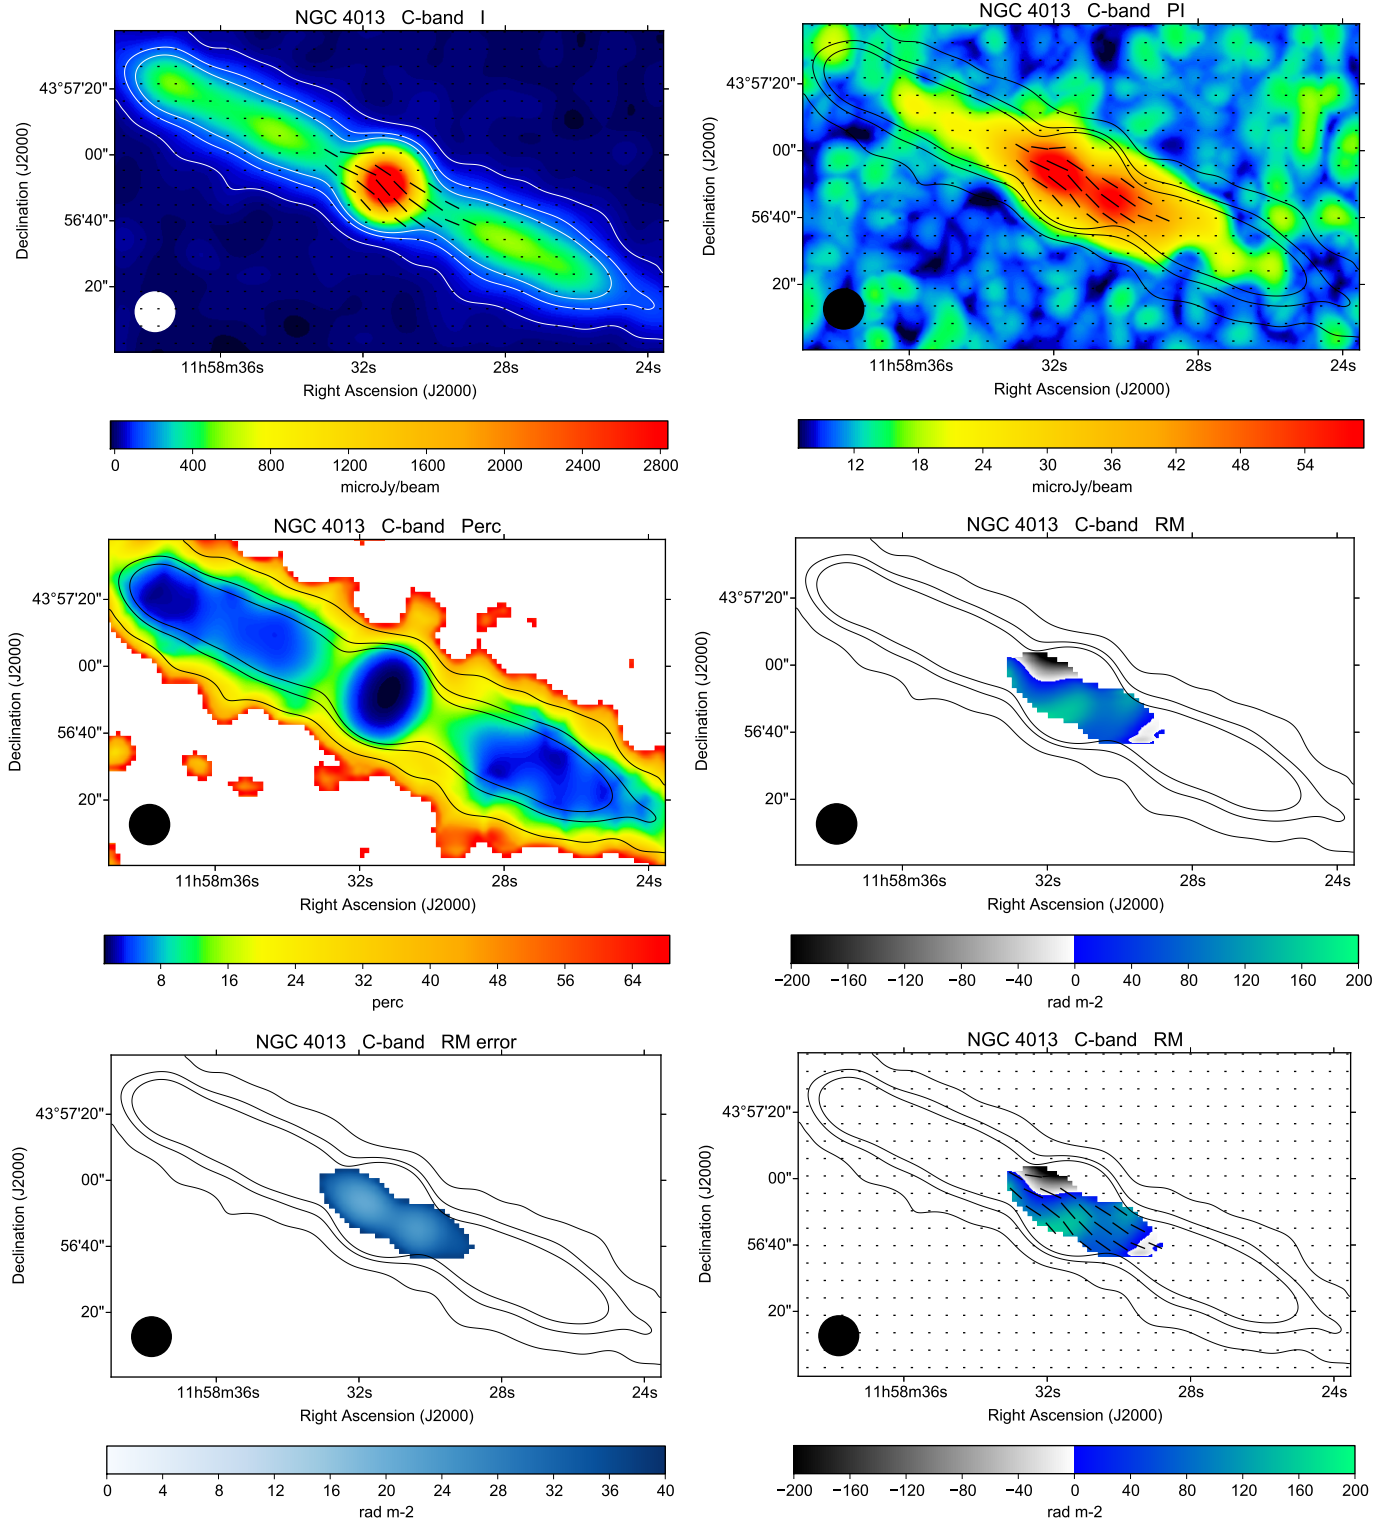 NGC 4013 C-band I
Declination (J2000)
43°57'20"
00"
56'40"
20"
11h58m36s 32s 28s 24s
Right Ascension (J2000)
0 400 800 1200 1600 2000 2400 2800
microJy/beam
NGC 4013 C-band PI
Declination (J2000)
43°57'20"
00"
56'40"
20"
11h58m36s 32s 28s 24s
Right Ascension (J2000)
12 18 24 30 36 42 48 54
microJy/beam
NGC 4013 C-band Perc
Declination (J2000)
43°57'20"
00"
56'40"
20"
11h58m36s 32s 28s 24s
Right Ascension (J2000)
8 16 24 32 40 48 56 64
perc
NGC 4013 C-band RM
Declination (J2000)
43°57'20"
00"
56'40"
20"
11h58m36s 32s 28s 24s
Right Ascension (J2000)
−200 −160 −120 −80 −40 0 40 80 120 160 200
rad m-2
NGC 4013 C-band RM error
Declination (J2000)
43°57'20"
00"
56'40"
20"
11h58m36s 32s 28s 24s
Right Ascension (J2000)
0 4 8 12 16 20 24 28 32 36 40
rad m-2
NGC 4013 C-band RM
Declination (J2000)
43°57'20"
00"
56'40"
20"
11h58m36s 32s 28s 24s
Right Ascension (J2000)
−200 −160 −120 −80 −40 0 40 80 120 160 200
rad m-2